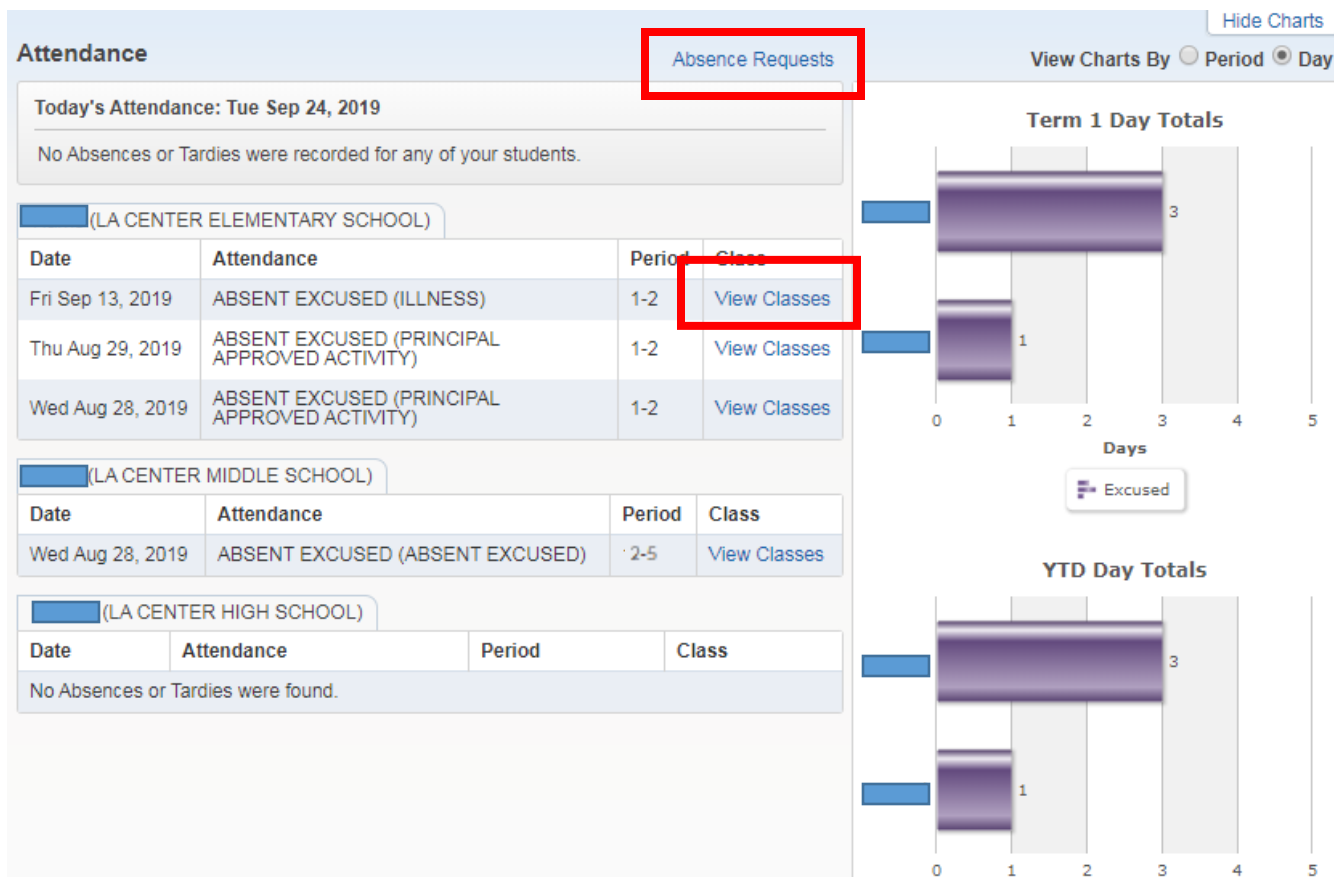 Hide Charts
Attendance
Absence Requests
View Charts By Period Day
Today's Attendance: Tue Sep 24, 2019
No Absences or Tardies were recorded for any of your students.
(LA CENTER ELEMENTARY SCHOOL)
Date Attendance Period Class
Fri Sep 13, 2019 ABSENT EXCUSED (ILLNESS) 1-2 View Classes
Thu Aug 29, 2019 ABSENT EXCUSED (PRINCIPAL
APPROVED ACTIVITY) 1-2 View Classes
Wed Aug 28, 2019 ABSENT EXCUSED (PRINCIPAL
APPROVED ACTIVITY) 1-2 View Classes
(LA CENTER MIDDLE SCHOOL)
Date Attendance Period Class
Wed Aug 28, 2019 ABSENT EXCUSED (ABSENT EXCUSED) 2-5 View Classes
(LA CENTER HIGH SCHOOL)
Date Attendance Period Class
No Absences or Tardies were found.
Term 1 Day Totals
3
1
0 1 2 3 4 5
Days
Excused
YTD Day Totals
3
1
0 1 2 3 4 5